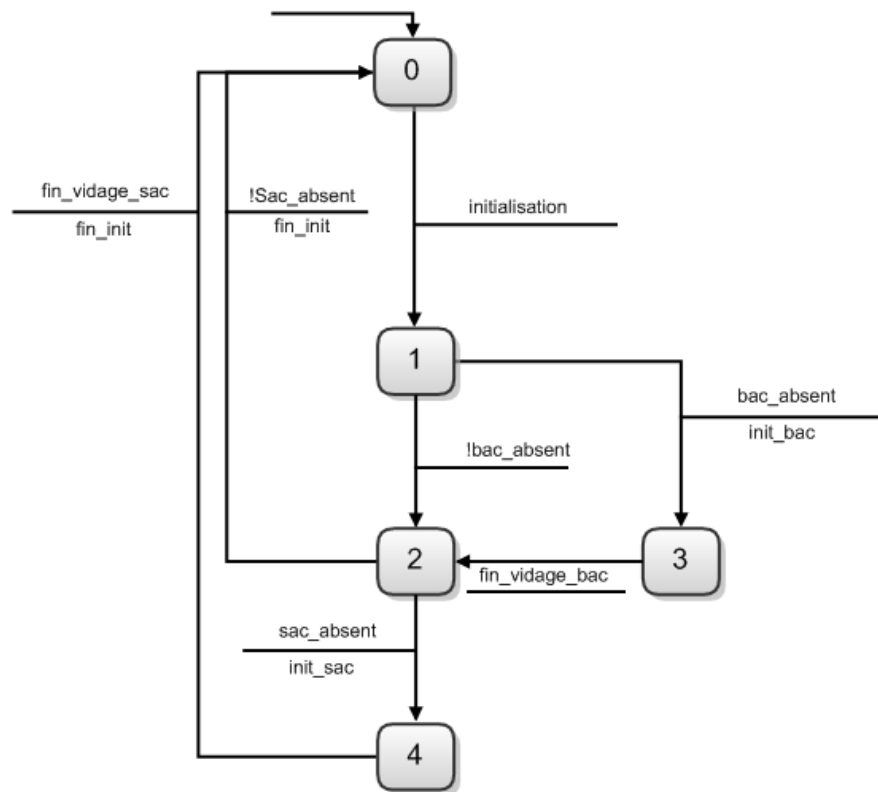 0
fin_vidage_sac
fin_init
!Sac_absent
fin_init
initialisation
1
bac_absent
init_bac
!bac_absent
2
3
fin_vidage_bac
sac_absent
init_sac
4